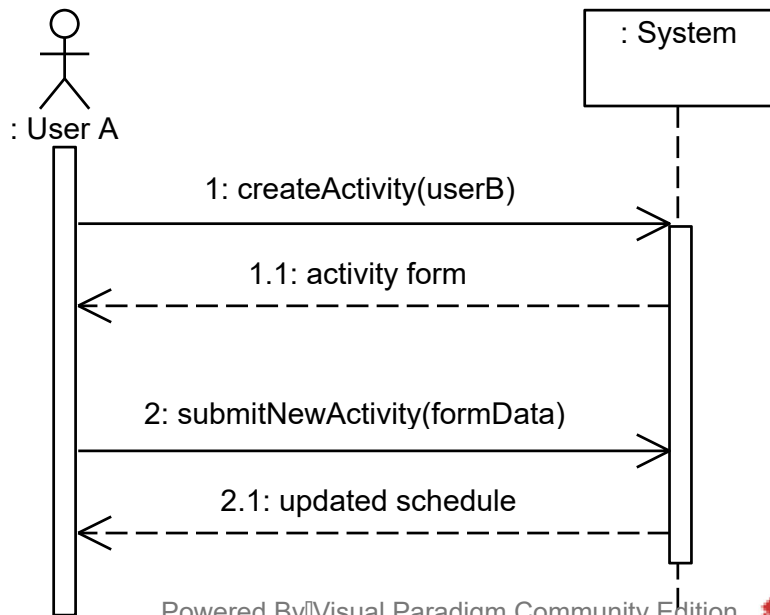 : System
: User A
1: createActivity(userB)
1.1: activity form
2: submitNewActivity(formData)
2.1: updated schedule
Powered By Visual Paradigm Community Edition